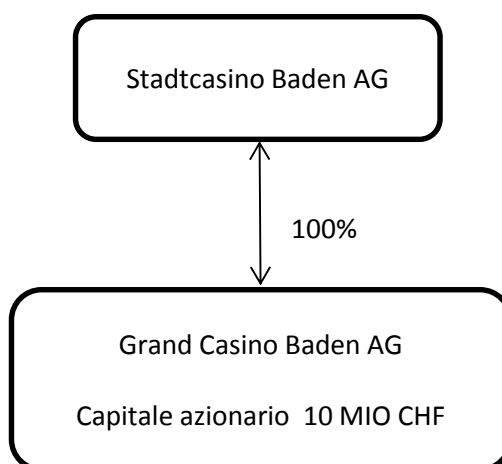 Stadtcasino Baden AG
100%
Grand Casino Baden AG
Capitale azionario 10 MIO CHF